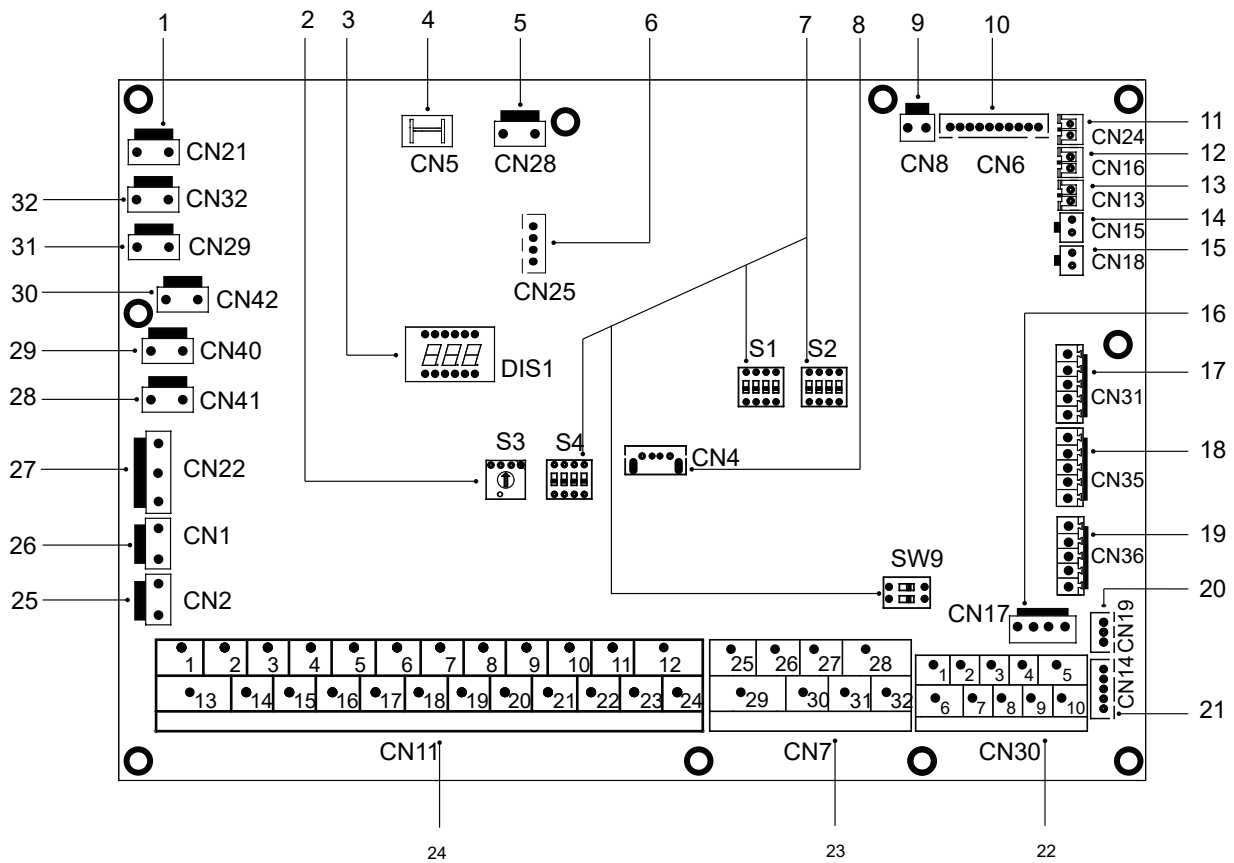 1 2 3 4 5 6 7 8 9 10
CN21
CN5
CN28
CN8
CN6
CN24
11
CN16
12
CN13
13
CN15
14
CN18
15
32
CN32
31
CN29
30
CN42
CN25
16
29
CN40
DIS1
888
S1
S2
CN31
17
28
CN41
27
CN22
S3
S4
CN4
CN35
18
26
CN1
CN36
19
25
CN2
SW9
CN17
CN19
20
1 2 3 4 5 6 7 8 9 10 11 12
13 14 15 16 17 18 19 20 21 22 23 24
CN11
25 26 27 28
29 30 31 32
CN7
1 2 3 4 5
6 7 8 9 10
CN30
CN14
21
24
23
22